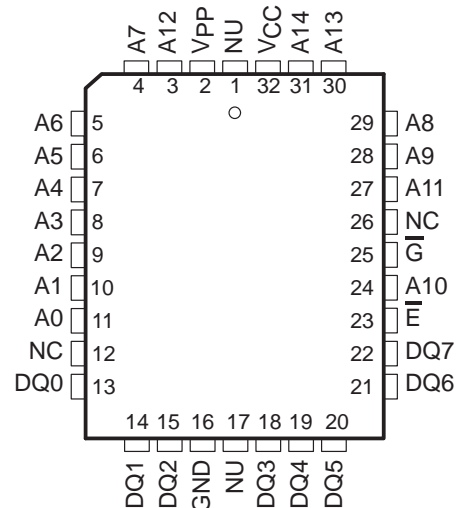 A7 A12 VPP NU VCC A14 A13
4 3 2 1 32 31 30
A6 5 29 A8
A5 6 28 A9
A4 7 27 A11
A3 8 26 NC
A2 9 25 G̅
A1 10 24 A10
A0 11 23 E̅
NC 12 22 DQ7
DQ0 13 21 DQ6
14 15 16 17 18 19 20
DQ1 DQ2 GND NU DQ3 DQ4 DQ5